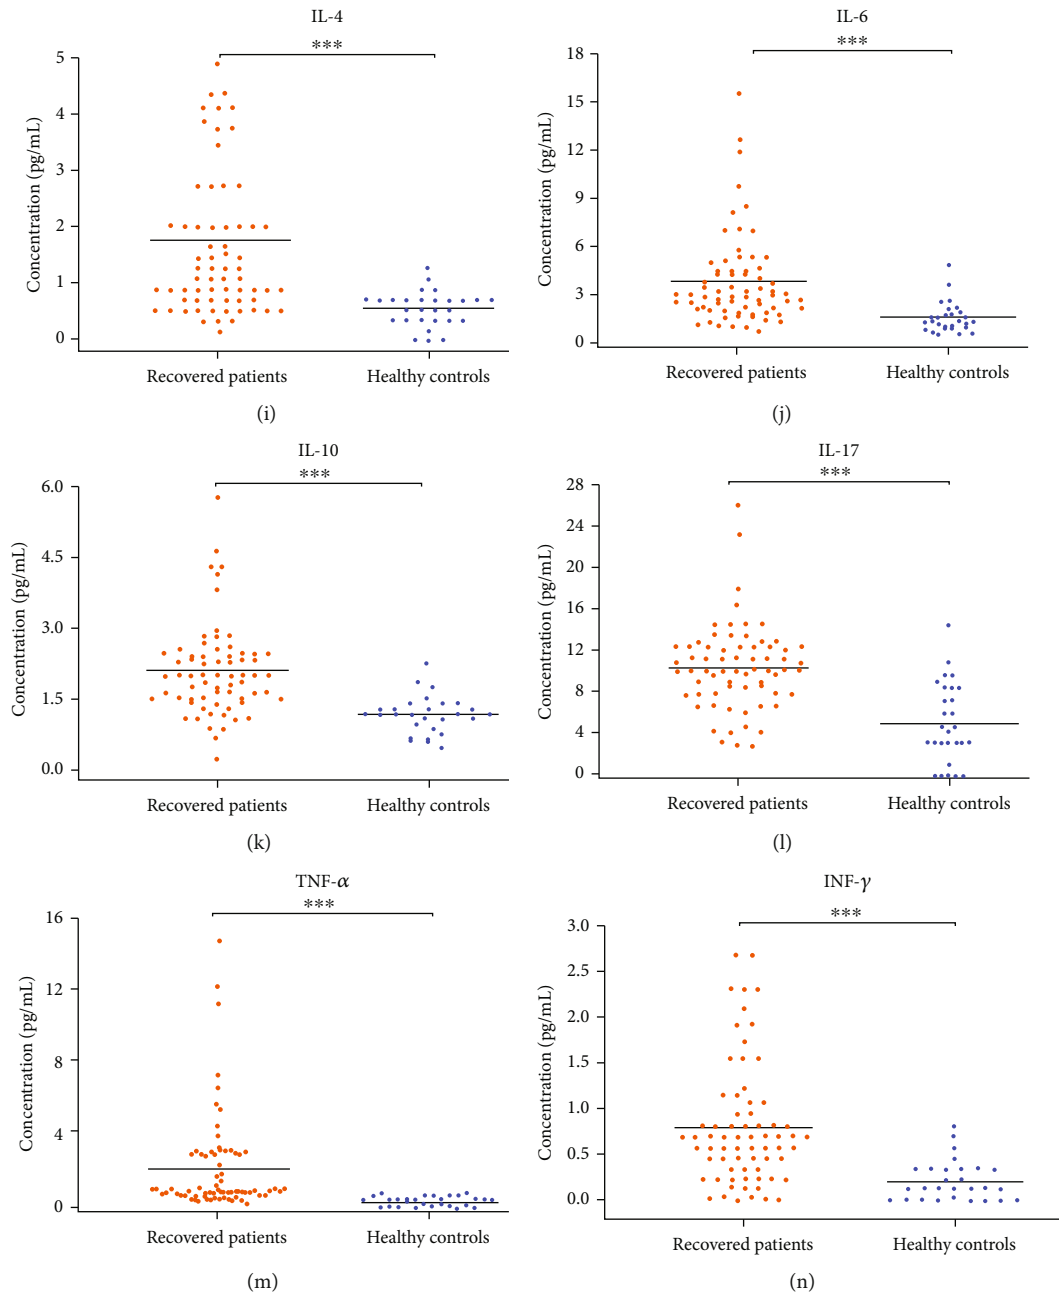 IL-4
***
Concentration (pg/mL)
5
4
3
2
1
0
Recovered patients
Healthy controls
(i)
IL-6
***
Concentration (pg/mL)
18
15
12
9
6
3
0
Recovered patients
Healthy controls
(j)
IL-10
***
Concentration (pg/mL)
6.0
4.5
3.0
1.5
0.0
Recovered patients
Healthy controls
(k)
IL-17
***
Concentration (pg/mL)
28
24
20
16
12
8
4
0
Recovered patients
Healthy controls
(l)
TNF-α
***
Concentration (pg/mL)
16
12
8
4
0
Recovered patients
Healthy controls
(m)
INF-γ
***
Concentration (pg/mL)
3.0
2.5
2.0
1.5
1.0
0.5
0.0
Recovered patients
Healthy controls
(n)